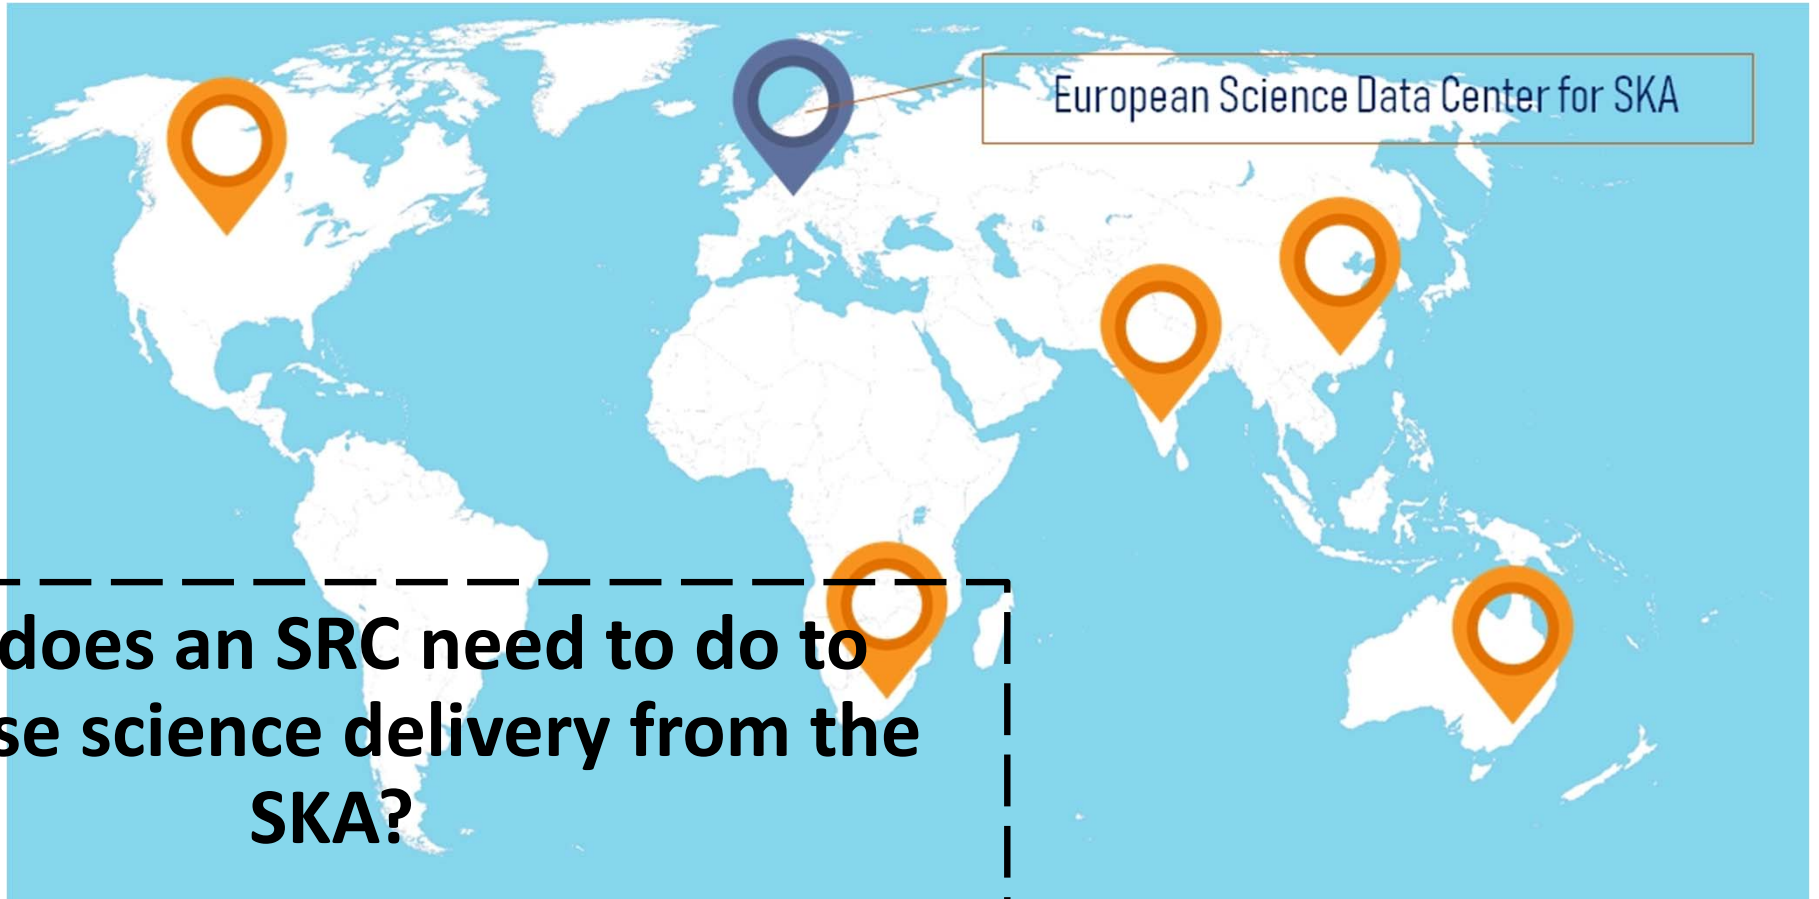 European Science Data Center for SKA
does an SRC need to do to
se science delivery from the
SKA?